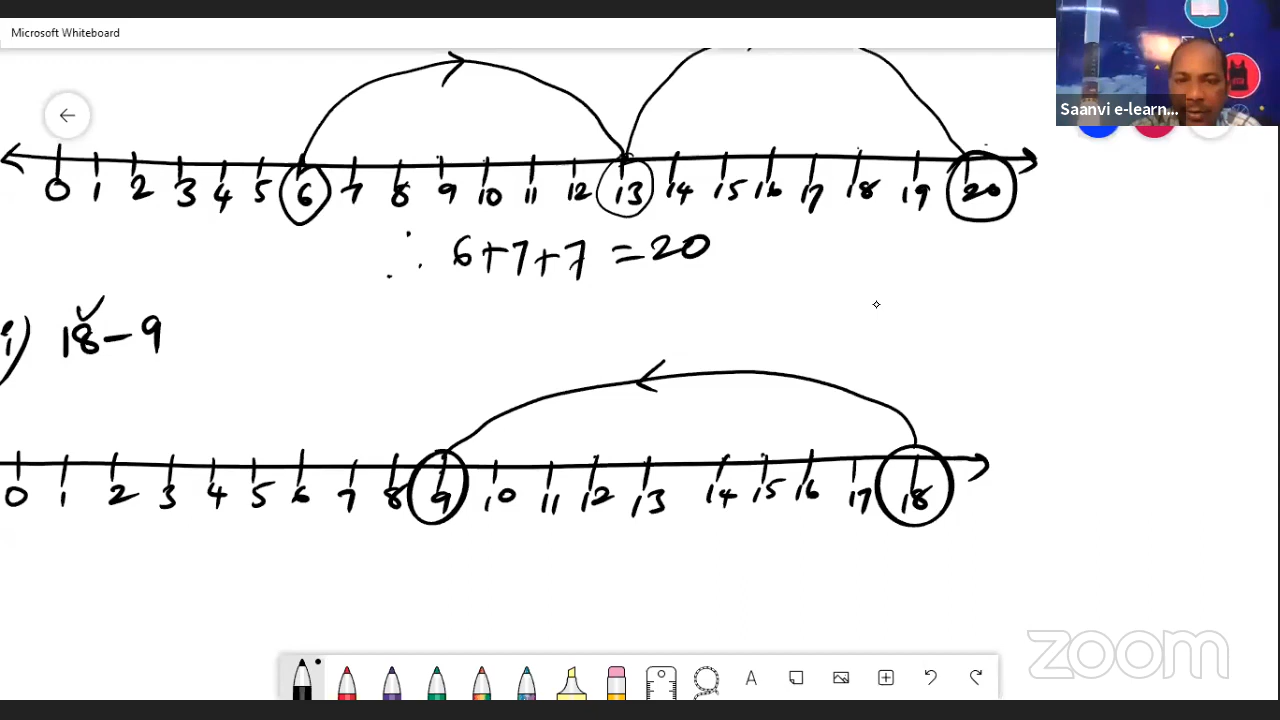 Microsoft Whiteboard
Saanvi e-learn...
0 1 2 3 4 5 6 7 8 9 10 11 12 13 14 15 16 17 18 19 20
∴ 6+7+7 =20
i) 18-9
0 1 2 3 4 5 6 7 8 9 10 11 12 13 14 15 16 17 18
zoom
A